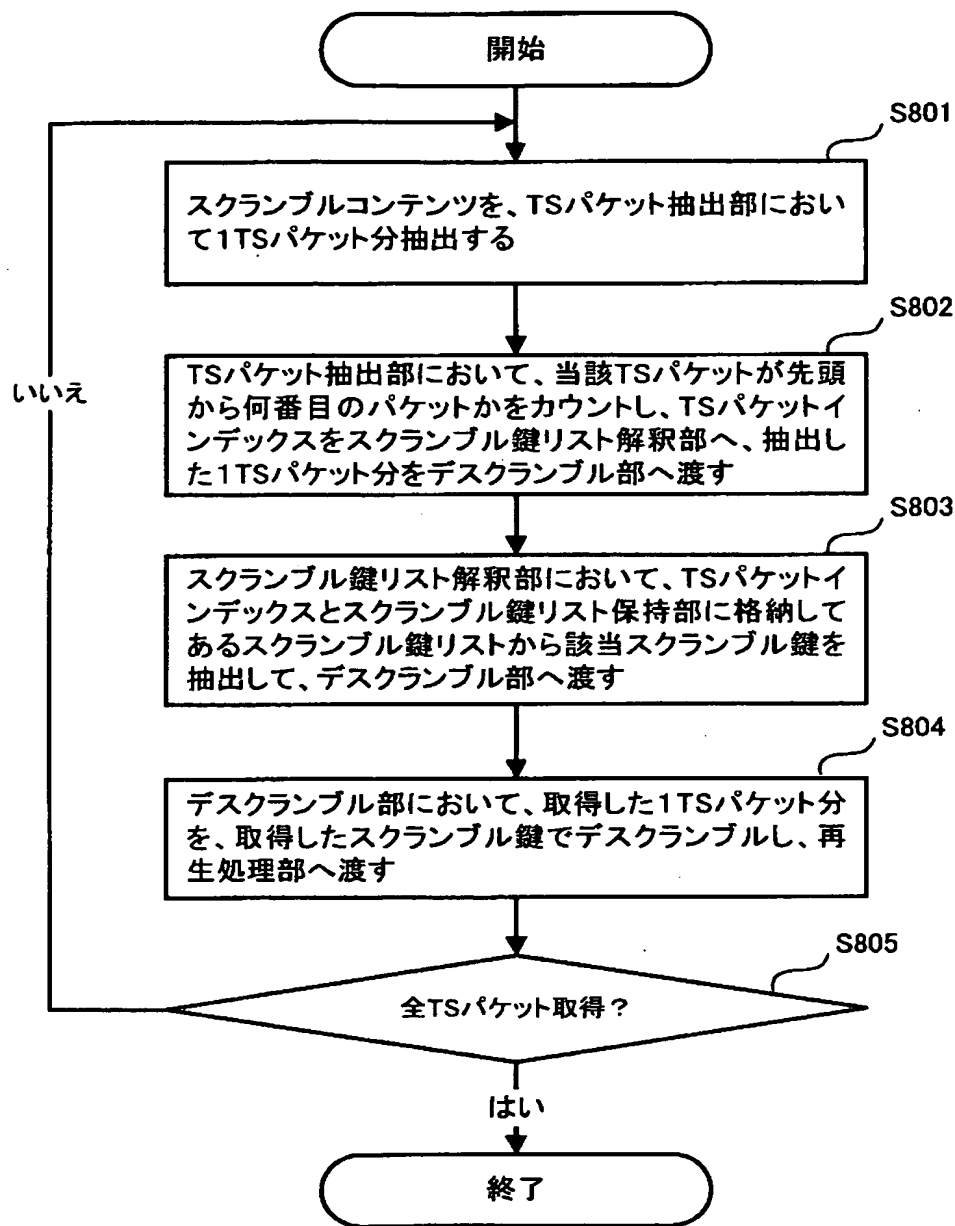 開始
S801
スクランブルコンテンツを、TSパケット抽出部におい
て1TSパケット分抽出する
S802
TSパケット抽出部において、当該TSパケットが先頭
から何番目のパケットかをカウントし、TSパケットイ
ンデックスをスクランブル鍵リスト解釈部へ、抽出し
た1TSパケット分をデスクランブル部へ渡す
いいえ
S803
スクランブル鍵リスト解釈部において、TSパケットイ
ンデックスとスクランブル鍵リスト保持部に格納して
あるスクランブル鍵リストから該当スクランブル鍵を
抽出して、デスクランブル部へ渡す
S804
デスクランブル部において、取得した1TSパケット分
を、取得したスクランブル鍵でデスクランブルし、再
生処理部へ渡す
S805
全TSパケット取得？
はい
終了